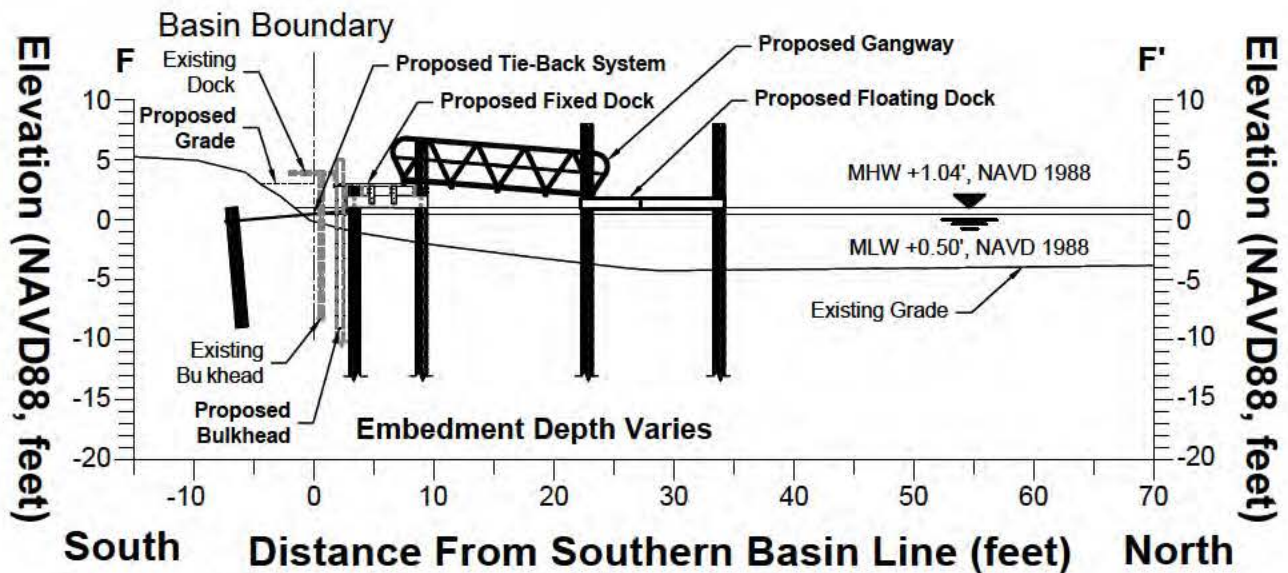 Basin Boundary
F
Existing
Dock
Proposed
Grade
Proposed Tie-Back System
Proposed Fixed Dock
Proposed Gangway
Proposed Floating Dock
F'
Elevation (NAVD88, feet)
10
5
0
-5
-10
-15
-20
MHW +1.04', NAVD 1988
MLW +0.50', NAVD 1988
Existing Grade
Existing
Bu khead
Proposed
Bulkhead
Embedment Depth Varies
10
5
0
-5
-10
-15
-20
Elevation (NAVD88, feet)
-10 0 10 20 30 40 50 60 70
South Distance From Southern Basin Line (feet) North